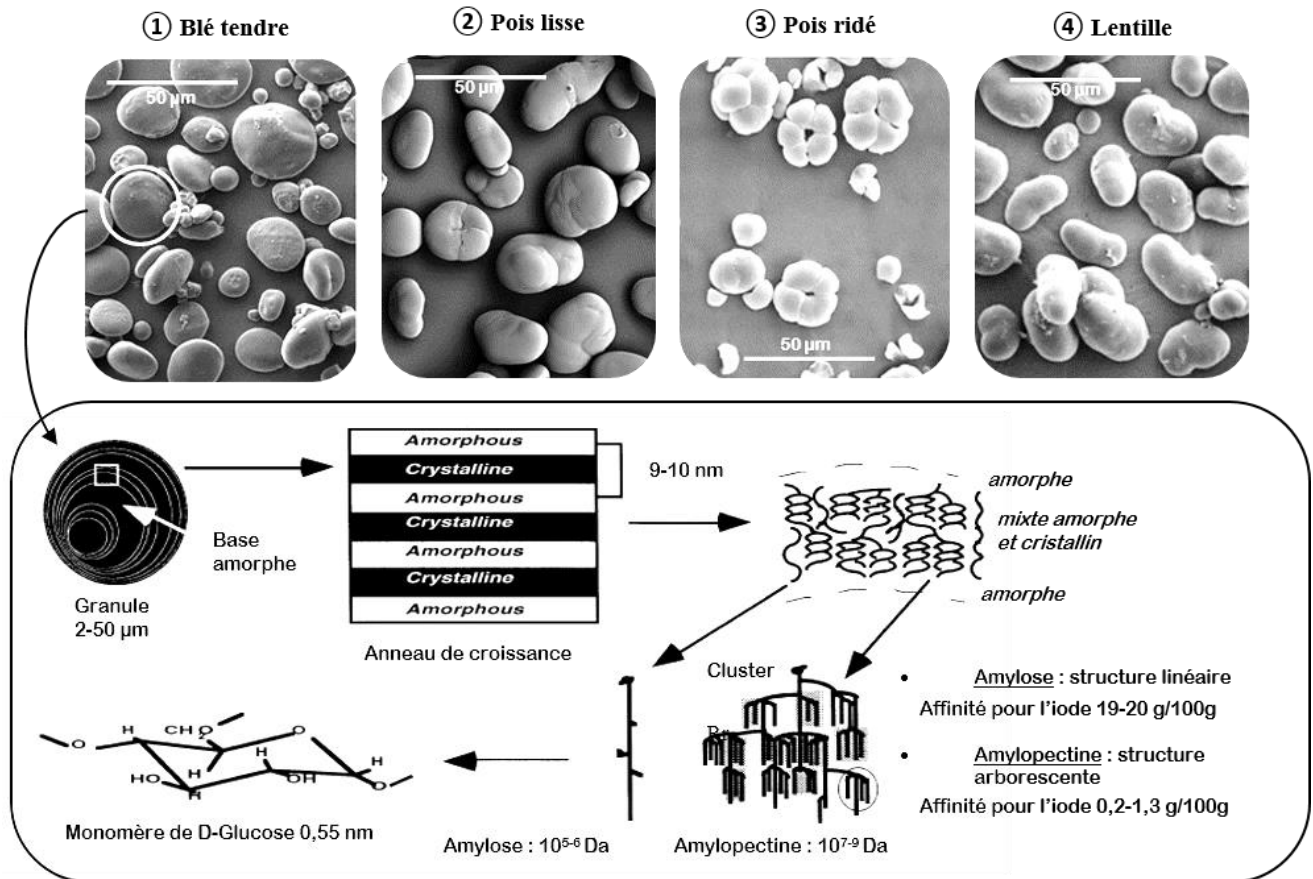 ① Blé tendre
② Pois lisse
③ Pois ridé
④ Lentille
50 µm
50 µm
50 µm
50 µm
Amorphous
Crystalline
Amorphous
Crystalline
Amorphous
Crystalline
Amorphous
9-10 nm
amorphe
mixte amorphe
et cristallin
amorphe
Base
amorphe
Granule
2-50 µm
Anneau de croissance
Cluster
• Amylose : structure linéaire
Affinité pour l'iode 19-20 g/100g
• Amylopectine : structure
arborescente
Affinité pour l'iode 0,2-1,3 g/100g
H
CH
O
O
H
H
HO
H
OH
H
O
O
Monomère de D-Glucose 0,55 nm
Amylose : 10⁵⁻⁶ Da
Amylopectine : 10⁷⁻⁹ Da